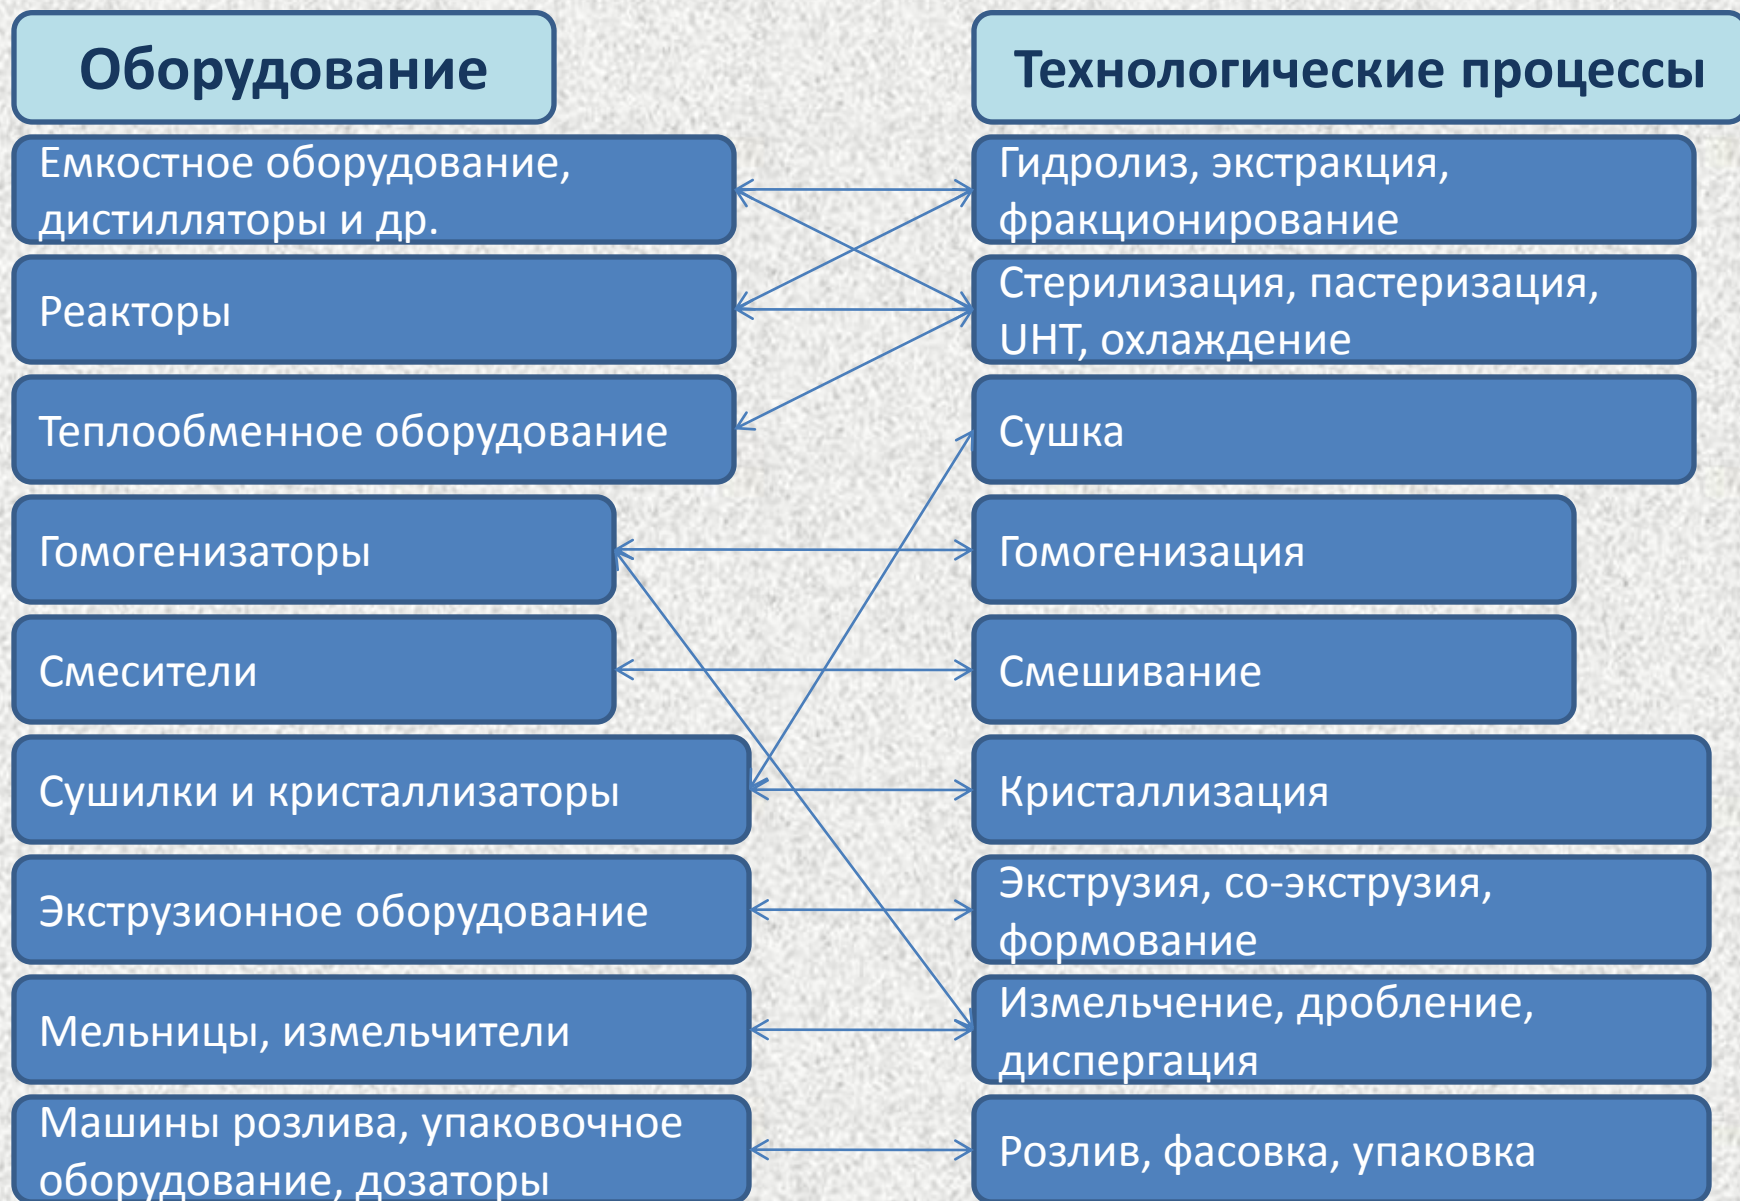 Оборудование
Технологические процессы
Емкостное оборудование,
дистилляторы и др.
Гидролиз, экстракция,
фракционирование
Реакторы
Стерилизация, пастеризация,
UHT, охлаждение
Теплообменное оборудование
Сушка
Гомогенизаторы
Гомогенизация
Смесители
Смешивание
Сушилки и кристаллизаторы
Кристаллизация
Экструзионное оборудование
Экструзия, со-экструзия,
формование
Мельницы, измельчители
Измельчение, дробление,
диспергация
Машины розлива, упаковочное
оборудование, дозаторы
Розлив, фасовка, упаковка